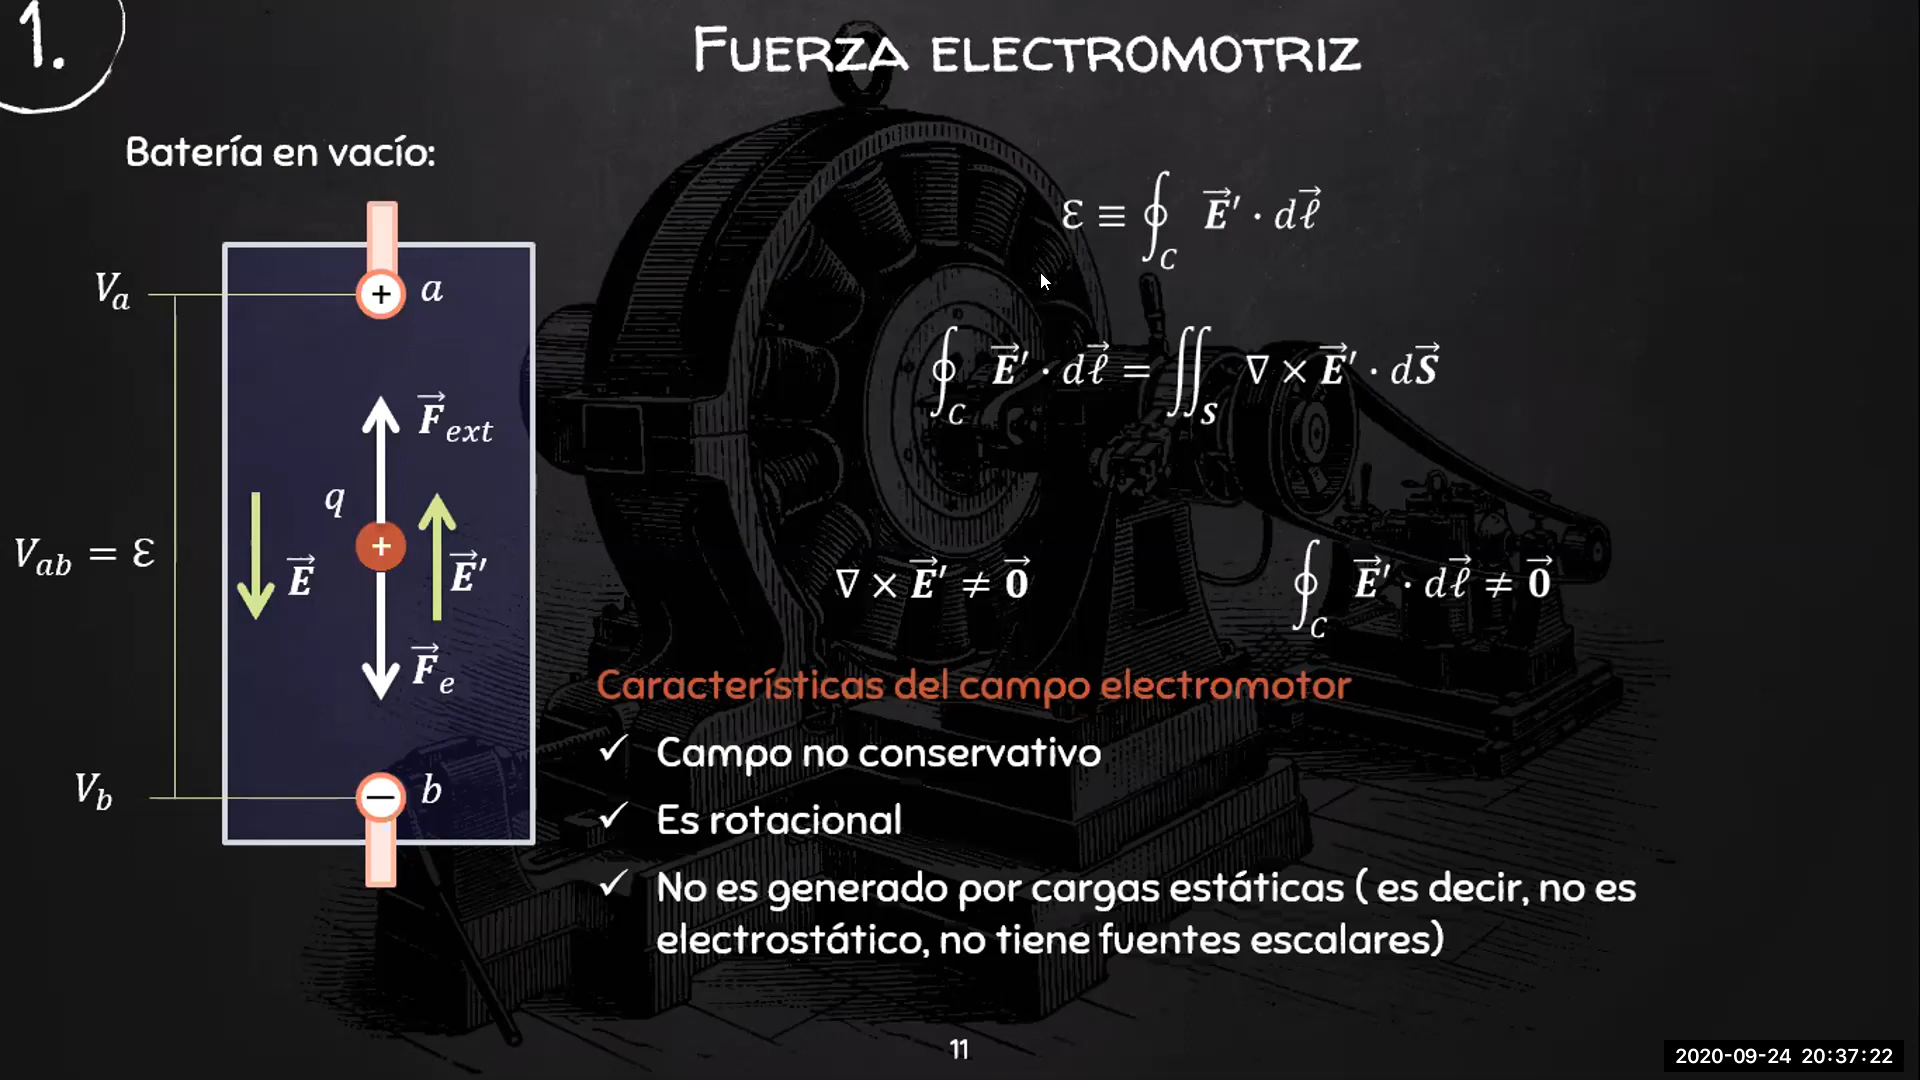 1.
FUERZA ELECTROMOTRIZ
Batería en vacío:
ℰ ≡ ∮_C E⃗′ · dℓ⃗
V_a
+ a
∮_C E⃗′ · dℓ⃗ = ∬_S ∇ × E⃗′ · dS⃗
F⃗_ext
q
+
V_ab = ℰ
E⃗
E⃗′
∇ × E⃗′ ≠ 0⃗
∮_C E⃗′ · dℓ⃗ ≠ 0⃗
F⃗_e
Características del campo electromotor
✓ Campo no conservativo
V_b
− b
✓ Es rotacional
✓ No es generado por cargas estáticas ( es decir, no es
electrostático, no tiene fuentes escalares)
11
2020-09-24 20:37:22